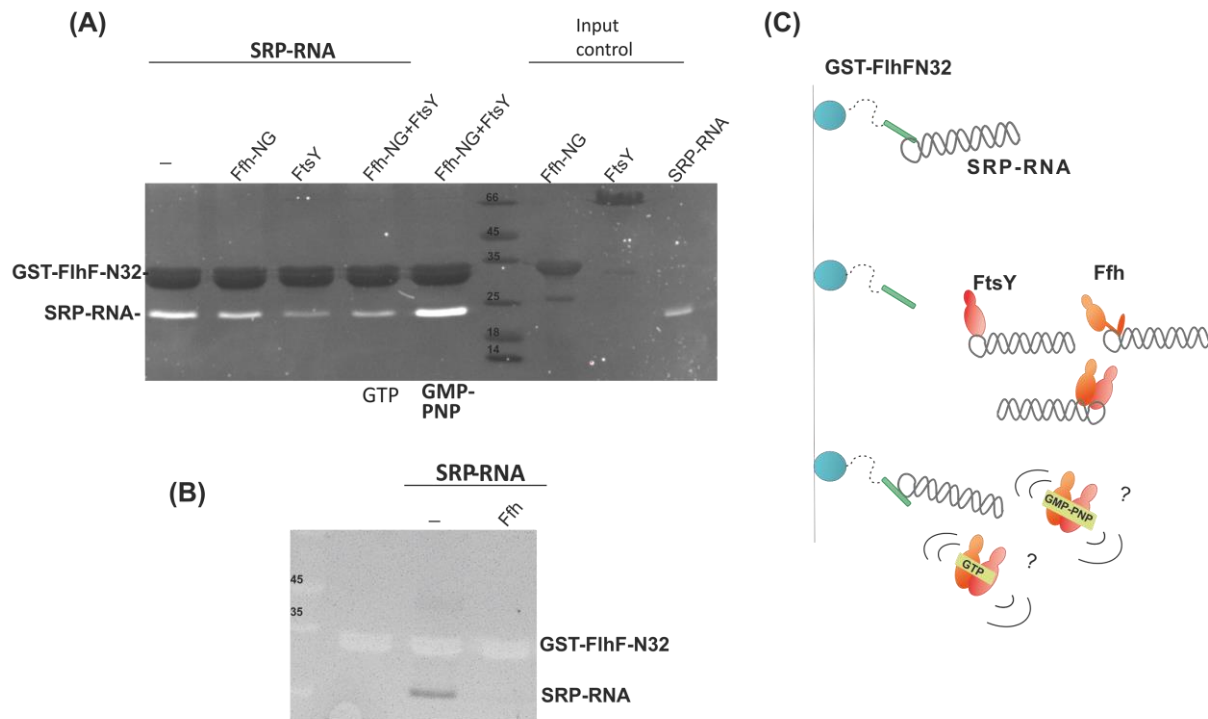 (A)
SRP-RNA
Input
control
– Ffh-NG FtsY Ffh-NG+FtsY Ffh-NG+FtsY Ffh-NG FtsY SRP-RNA
66
45
35
25
18
14
GST-FlhF-N32-
SRP-RNA-
GTP GMP-
PNP
(B)
SRP-RNA
– Ffh
45
35
GST-FlhF-N32
SRP-RNA
(C)
GST-FlhFN32
SRP-RNA
FtsY Ffh
GMP-PNP ?
GTP ?